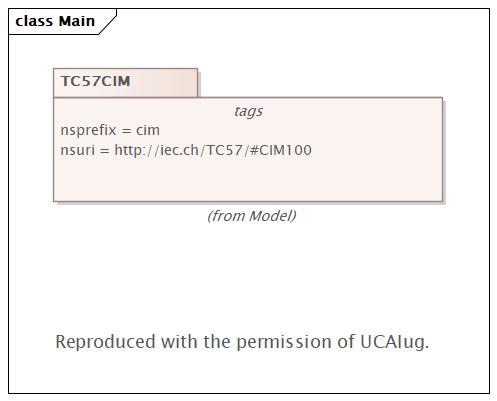 class Main
TC57CIM
tags
nsprefix = cim
nsuri = http://iec.ch/TC57/#CIM100
(from Model)
Reproduced with the permission of UCAIug.